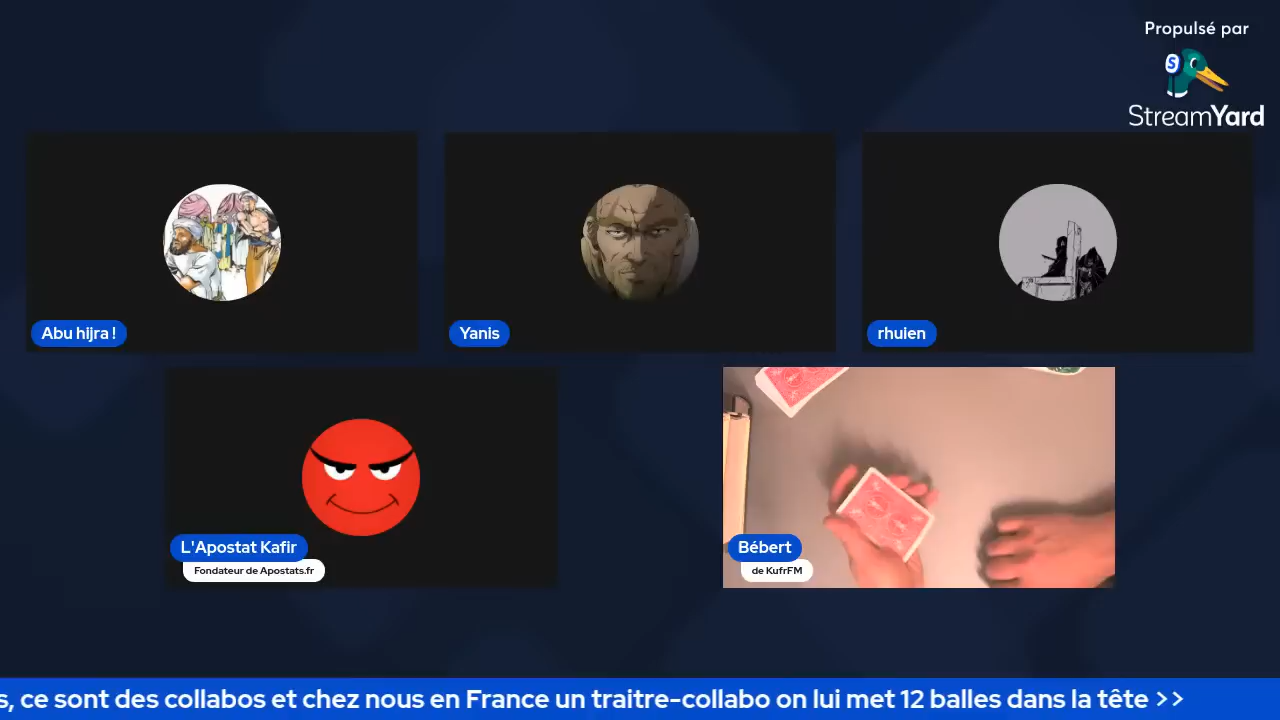 Propulsé par
S
StreamYard
Abu hijra !
Yanis
rhuien
L'Apostat Kafir
Fondateur de Apostats.fr
Bébert
de KufrFM
s, ce sont des collabos et chez nous en France un traitre-collabo on lui met 12 balles dans la tête >>